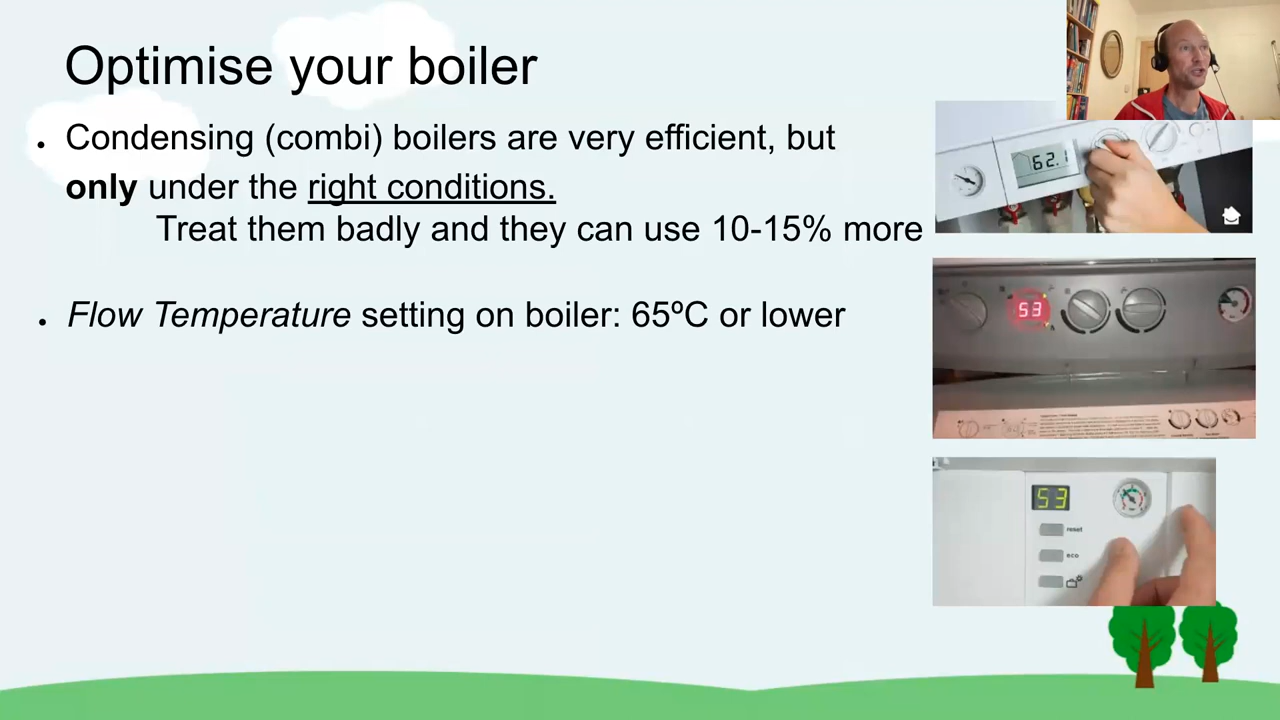 Optimise your boiler
Condensing (combi) boilers are very efficient, but
only under the right conditions.
Treat them badly and they can use 10-15% more
Flow Temperature setting on boiler: 65ºC or lower
62.1
53
53
reset
eco